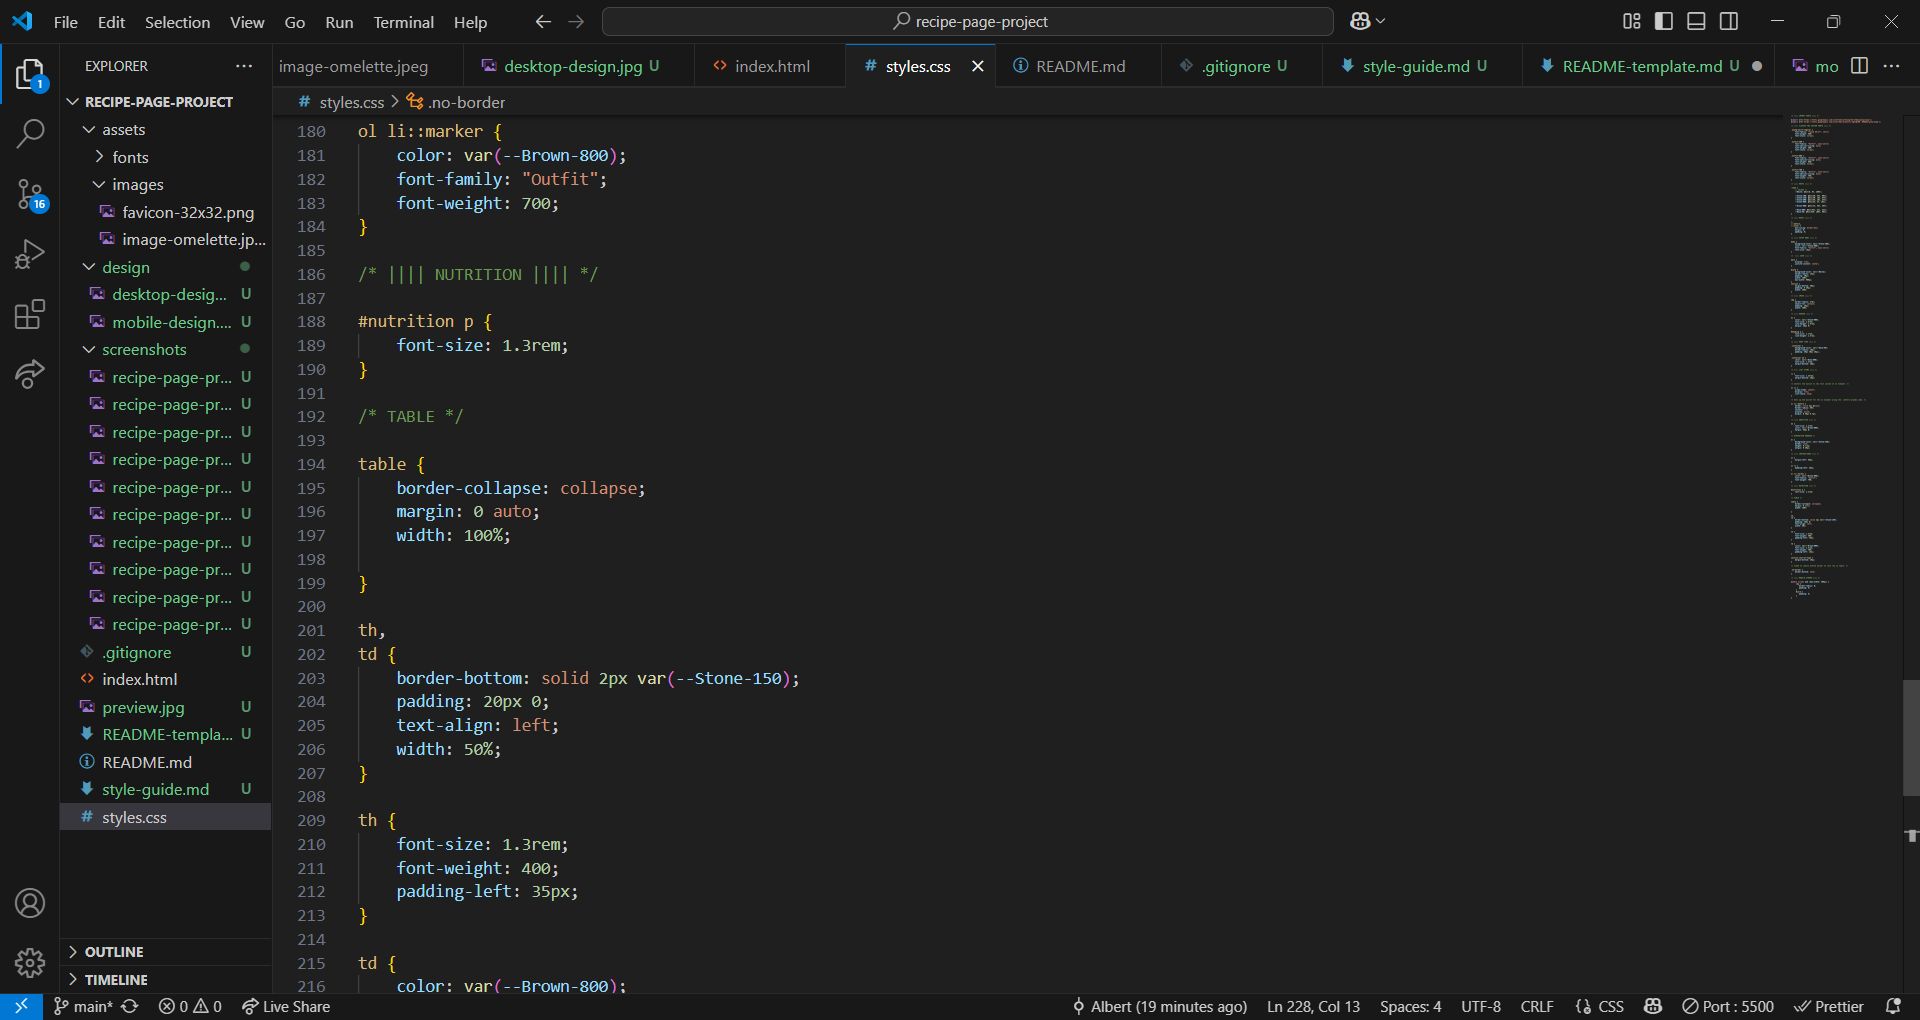 File Edit Selection View Go Run Terminal Help
recipe-page-project
EXPLORER
image-omelette.jpeg
desktop-design.jpg U
index.html
# styles.css
README.md
.gitignore U
style-guide.md U
README-template.md U
mo
# styles.css > .no-border
1
16
RECIPE-PAGE-PROJECT
assets
fonts
images
favicon-32x32.png
image-omelette.jp...
design
desktop-desig... U
mobile-design.... U
screenshots
recipe-page-pr... U
recipe-page-pr... U
recipe-page-pr... U
recipe-page-pr... U
recipe-page-pr... U
recipe-page-pr... U
recipe-page-pr... U
recipe-page-pr... U
recipe-page-pr... U
recipe-page-pr... U
.gitignore U
index.html
preview.jpg U
README-templa... U
README.md
style-guide.md U
# styles.css
OUTLINE
TIMELINE
180 ol li::marker {
181 color: var(--Brown-800);
182 font-family: "Outfit";
183 font-weight: 700;
184 }
185
186 /* |||| NUTRITION |||| */
187
188 #nutrition p {
189 font-size: 1.3rem;
190 }
191
192 /* TABLE */
193
194 table {
195 border-collapse: collapse;
196 margin: 0 auto;
197 width: 100%;
198
199 }
200
201 th,
202 td {
203 border-bottom: solid 2px var(--Stone-150);
204 padding: 20px 0;
205 text-align: left;
206 width: 50%;
207 }
208
209 th {
210 font-size: 1.3rem;
211 font-weight: 400;
212 padding-left: 35px;
213 }
214
215 td {
216 color: var(--Brown-800);
main* 0 0 Live Share
Albert (19 minutes ago) Ln 228, Col 13 Spaces: 4 UTF-8 CRLF {} CSS Port : 5500 Prettier